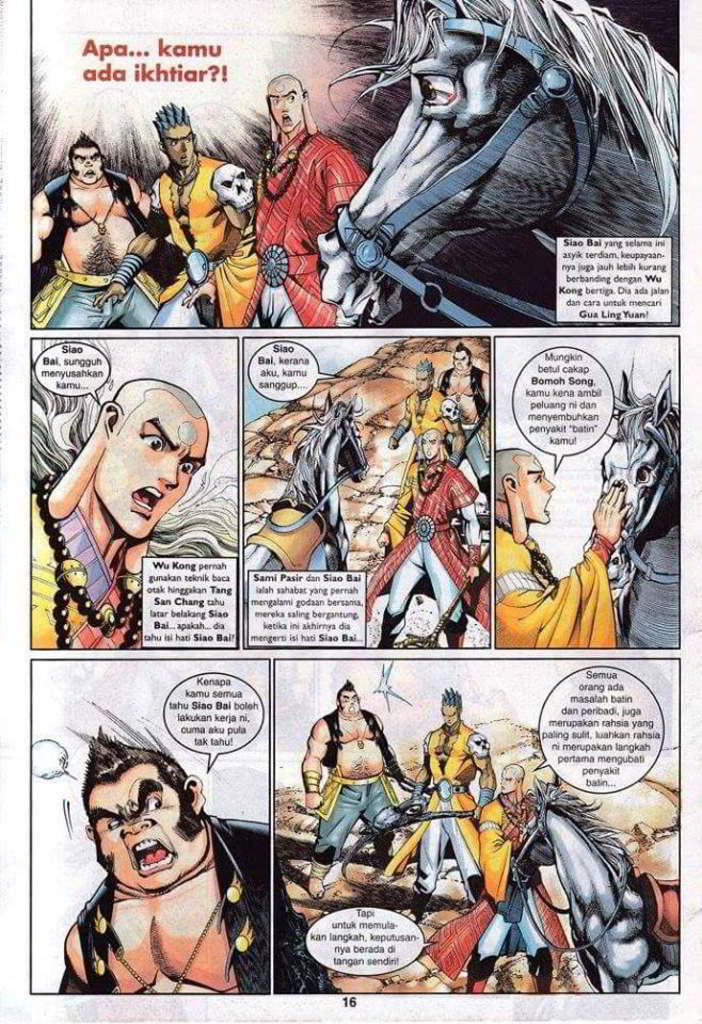 Apa... kamu
ada ikhtiar?!
Siao Bai yang selama ini
asyik terdiam, keupayaan-
nya juga jauh lebih kurang
berbanding dengan Wu
Kong bertiga. Dia ada jalan
dan cara untuk mencari
Gua Ling Yuan!
Siao
Bai, sungguh
menyusahkan
kamu...
Wu Kong pernah
gunakan teknik baca
otak hinggakan Tang
San Chang tahu
latar belakang Siao
Bai... apakah... dia
tahu isi hati Siao Bai?
Siao
Bai, kerana
aku, kamu
sanggup....
Sami Pasir dan Siao Bai
ialah sahabat yang pernah
mengalami godaan bersama,
mereka saling bergantung,
ketika ini akhirnya dia
mengerti isi hati Siao Bai...
Mungkin
betul cakap
Bomoh Song,
kamu kena ambil
peluang ni dan
menyembuhkan
penyakit "batin"
kamu!
Kenapa
kamu semua
tahu Siao Bai boleh
lakukan kerja ni,
cuma aku pula
tak tahu!
Semua
orang ada
masalah batin
dan peribadi, juga
merupakan rahsia yang
paling sulit, luahkan rahsia
ni merupakan langkah
pertama mengubati
penyakit
batin...
Tapi
untuk memula-
kan langkah, keputusan-
nya berada di
tangan sendiri!
16